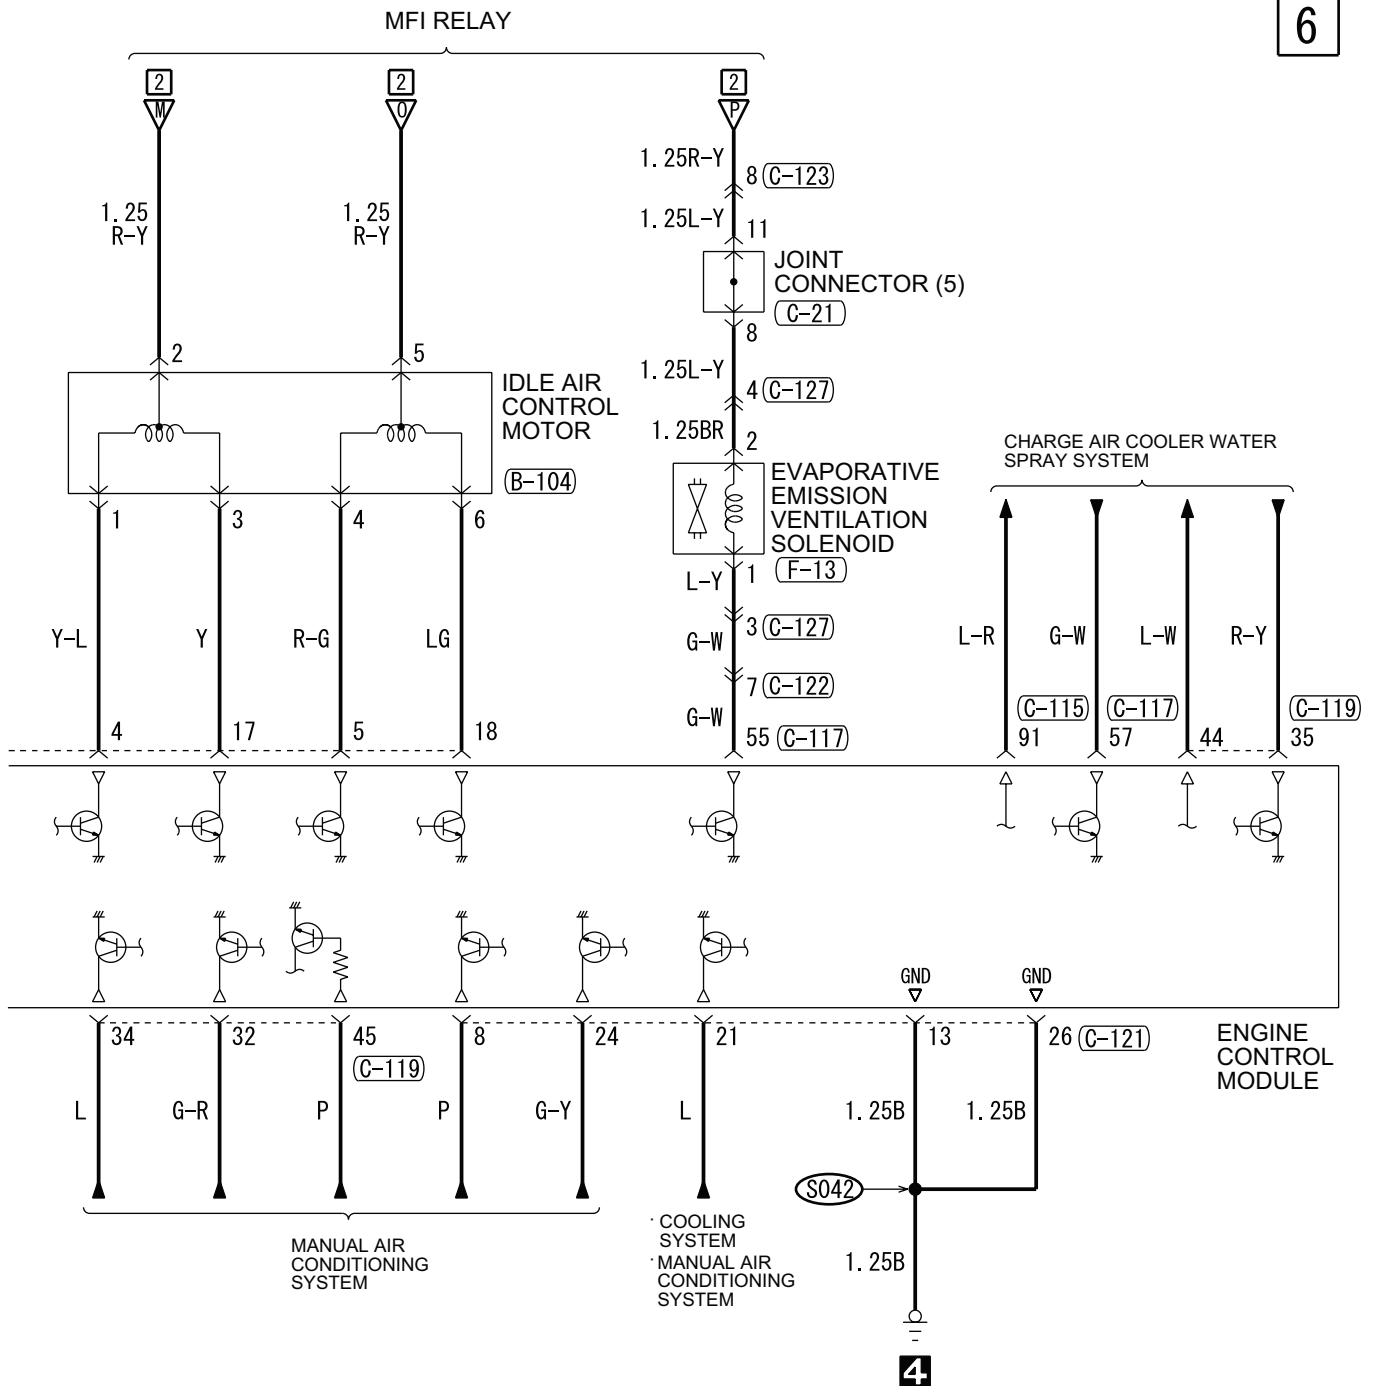 MFI RELAY
6
2
2
2
M
O
P
1.25R-Y
8
C-123
1.25
R-Y
1.25
R-Y
1.25L-Y
11
JOINT
CONNECTOR (5)
C-21
8
2
5
1.25L-Y
4
C-127
IDLE AIR
CONTROL
MOTOR
B-104
1.25BR
2
CHARGE AIR COOLER WATER
SPRAY SYSTEM
EVAPORATIVE
EMISSION
VENTILATION
SOLENOID
F-13
1
3
4
6
L-Y
1
3
C-127
Y-L
Y
R-G
LG
G-W
L-R
G-W
L-W
R-Y
7
C-122
G-W
C-115
C-117
C-119
4
17
5
18
55
C-117
91
57
44
35
GND
GND
34
32
45
8
24
21
13
26
C-121
C-119
ENGINE
CONTROL
MODULE
L
G-R
P
P
G-Y
L
1.25B
1.25B
S042
MANUAL AIR
CONDITIONING
SYSTEM
· COOLING
SYSTEM
· MANUAL AIR
CONDITIONING
SYSTEM
1.25B
4